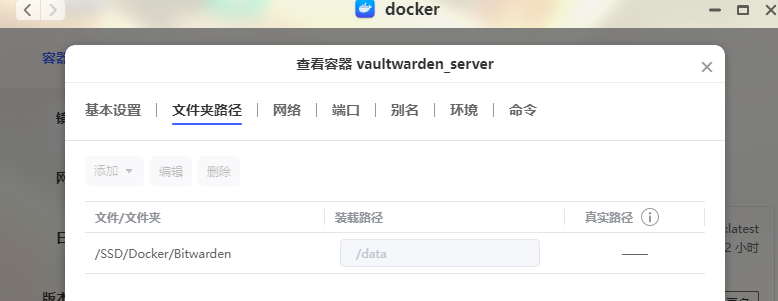 docker
容器
查看容器 vaultwarden_server
基本设置 文件夹路径 网络 端口 别名 环境 命令
添加 编辑 删除
文件/文件夹 装载路径 真实路径
:latest
/SSD/Docker/Bitwarden /data ——
2 小时
版本